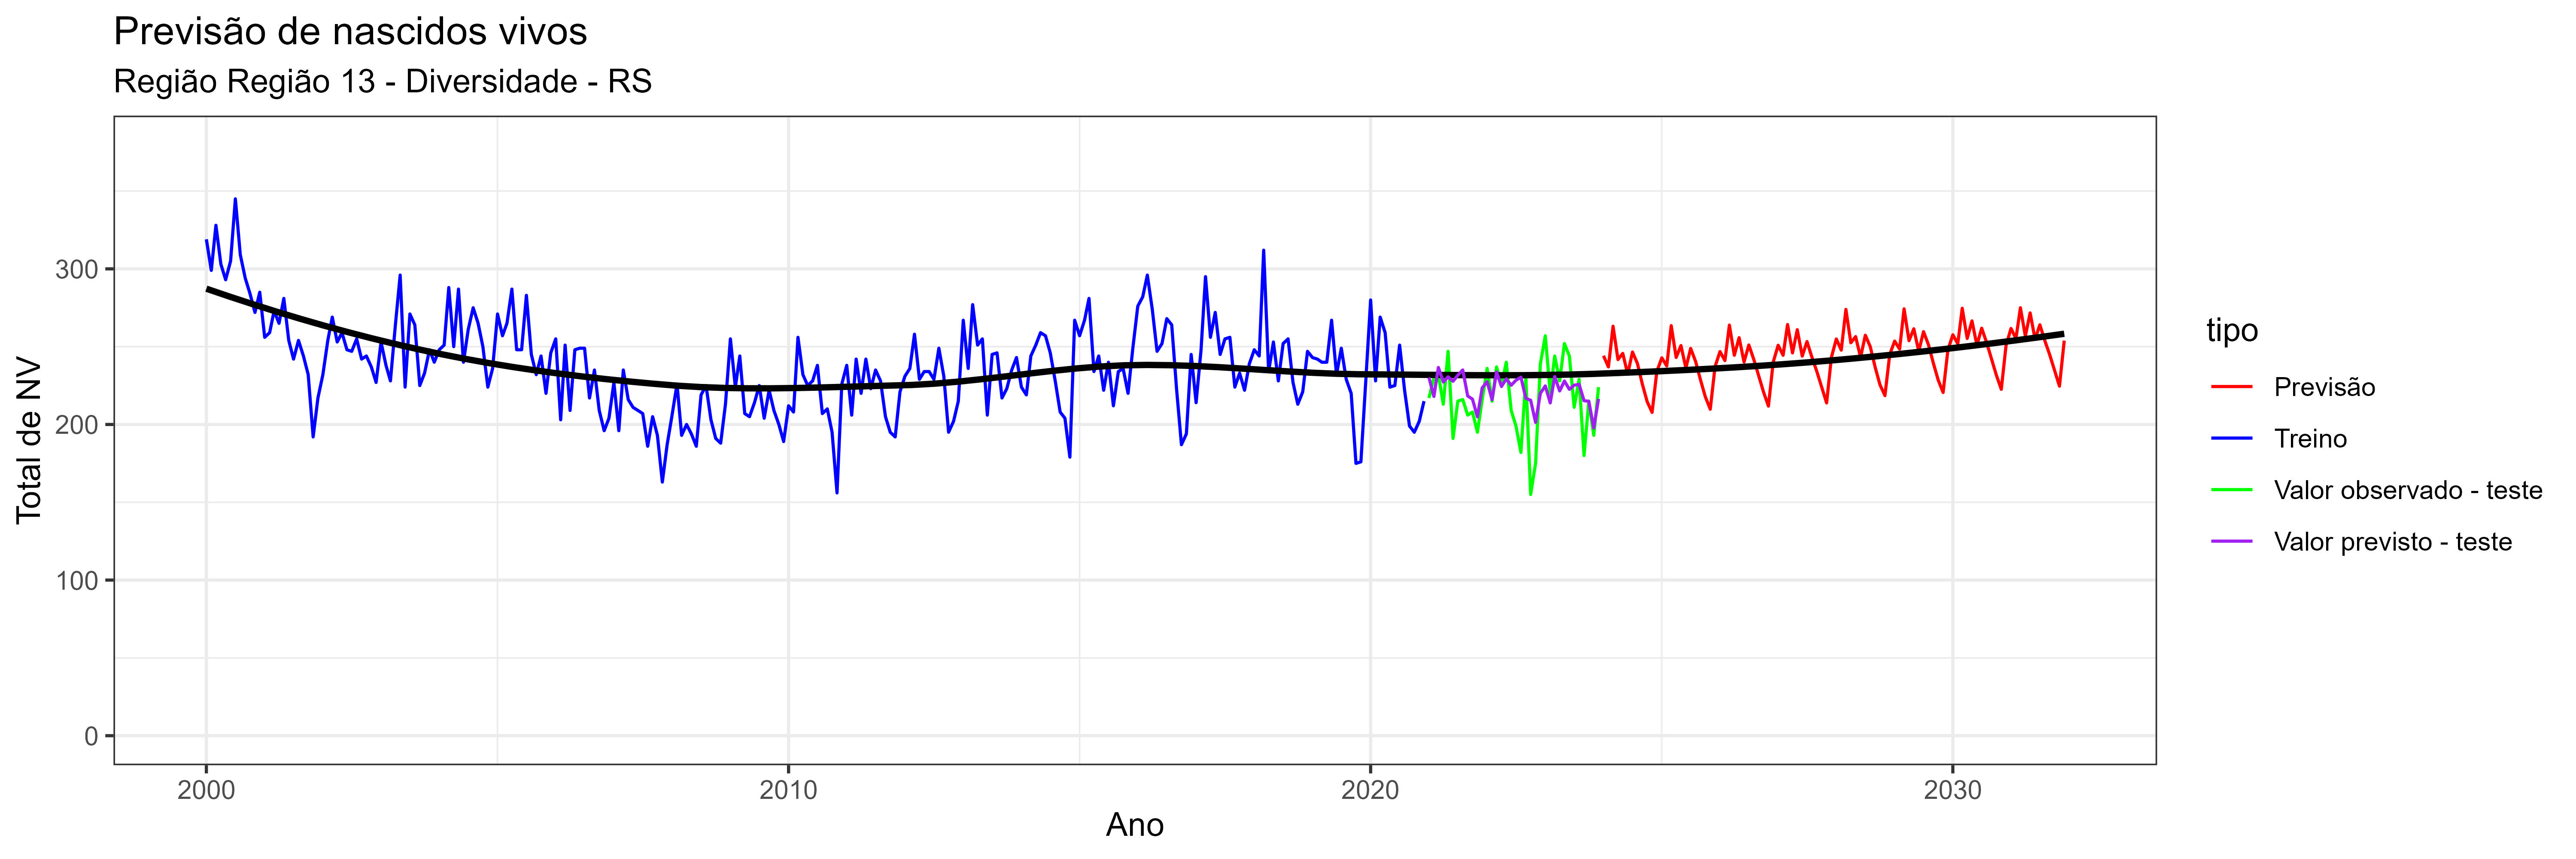 Previsão de nascidos vivos
Região Região 13 - Diversidade - RS
Total de NV
300
200
100
0
2000
2010
2020
2030
Ano
tipo
Previsão
Treino
Valor observado - teste
Valor previsto - teste